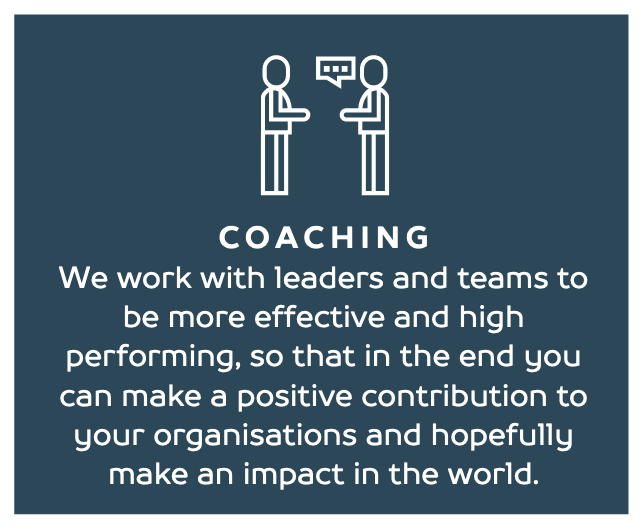 COACHING
We work with leaders and teams to
be more effective and high
performing, so that in the end you
can make a positive contribution to
your organisations and hopefully
make an impact in the world.